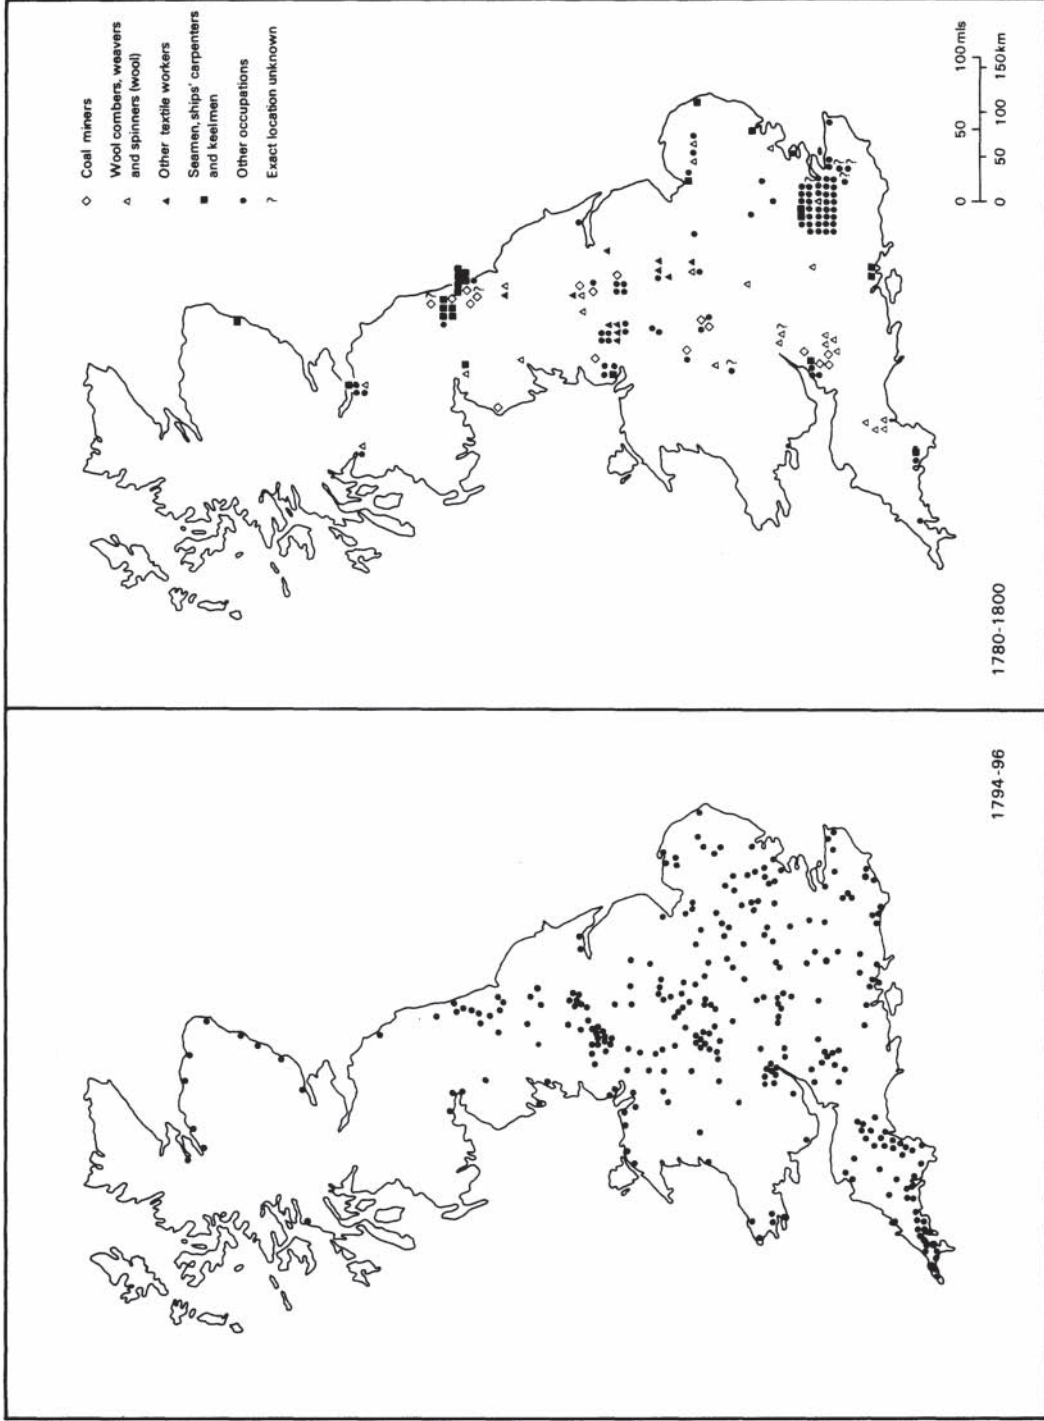 Coal miners
Wool combers, weavers
and spinners (wool)
Other textile workers
Seamen, ships' carpenters
and keelmen
Other occupations
? Exact location unknown
0 50 100 mls
0 50 100 150 km
1780-1800
1794-96